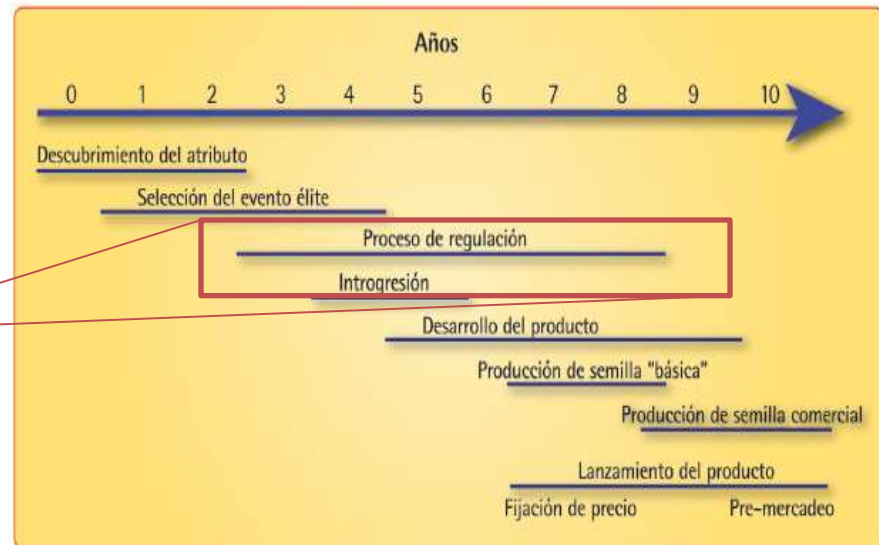 Años
0 1 2 3 4 5 6 7 8 9 10
Descubrimiento del atributo
Selección del evento élite
Proceso de regulación
Introgresión
Desarrollo del producto
Producción de semilla "básica"
Producción de semilla comercial
Lanzamiento del producto
Fijación de precio Pre-mercadeo